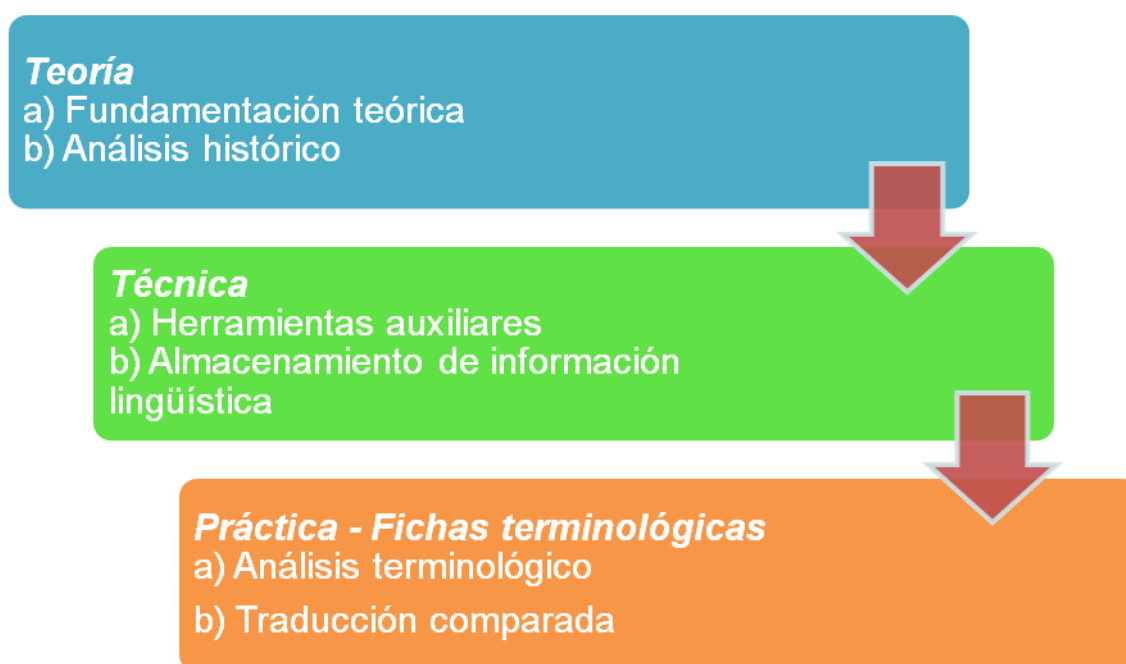 Teoría
a) Fundamentación teórica
b) Análisis histórico
Técnica
a) Herramientas auxiliares
b) Almacenamiento de información
lingüística
Práctica - Fichas terminológicas
a) Análisis terminológico
b) Traducción comparada